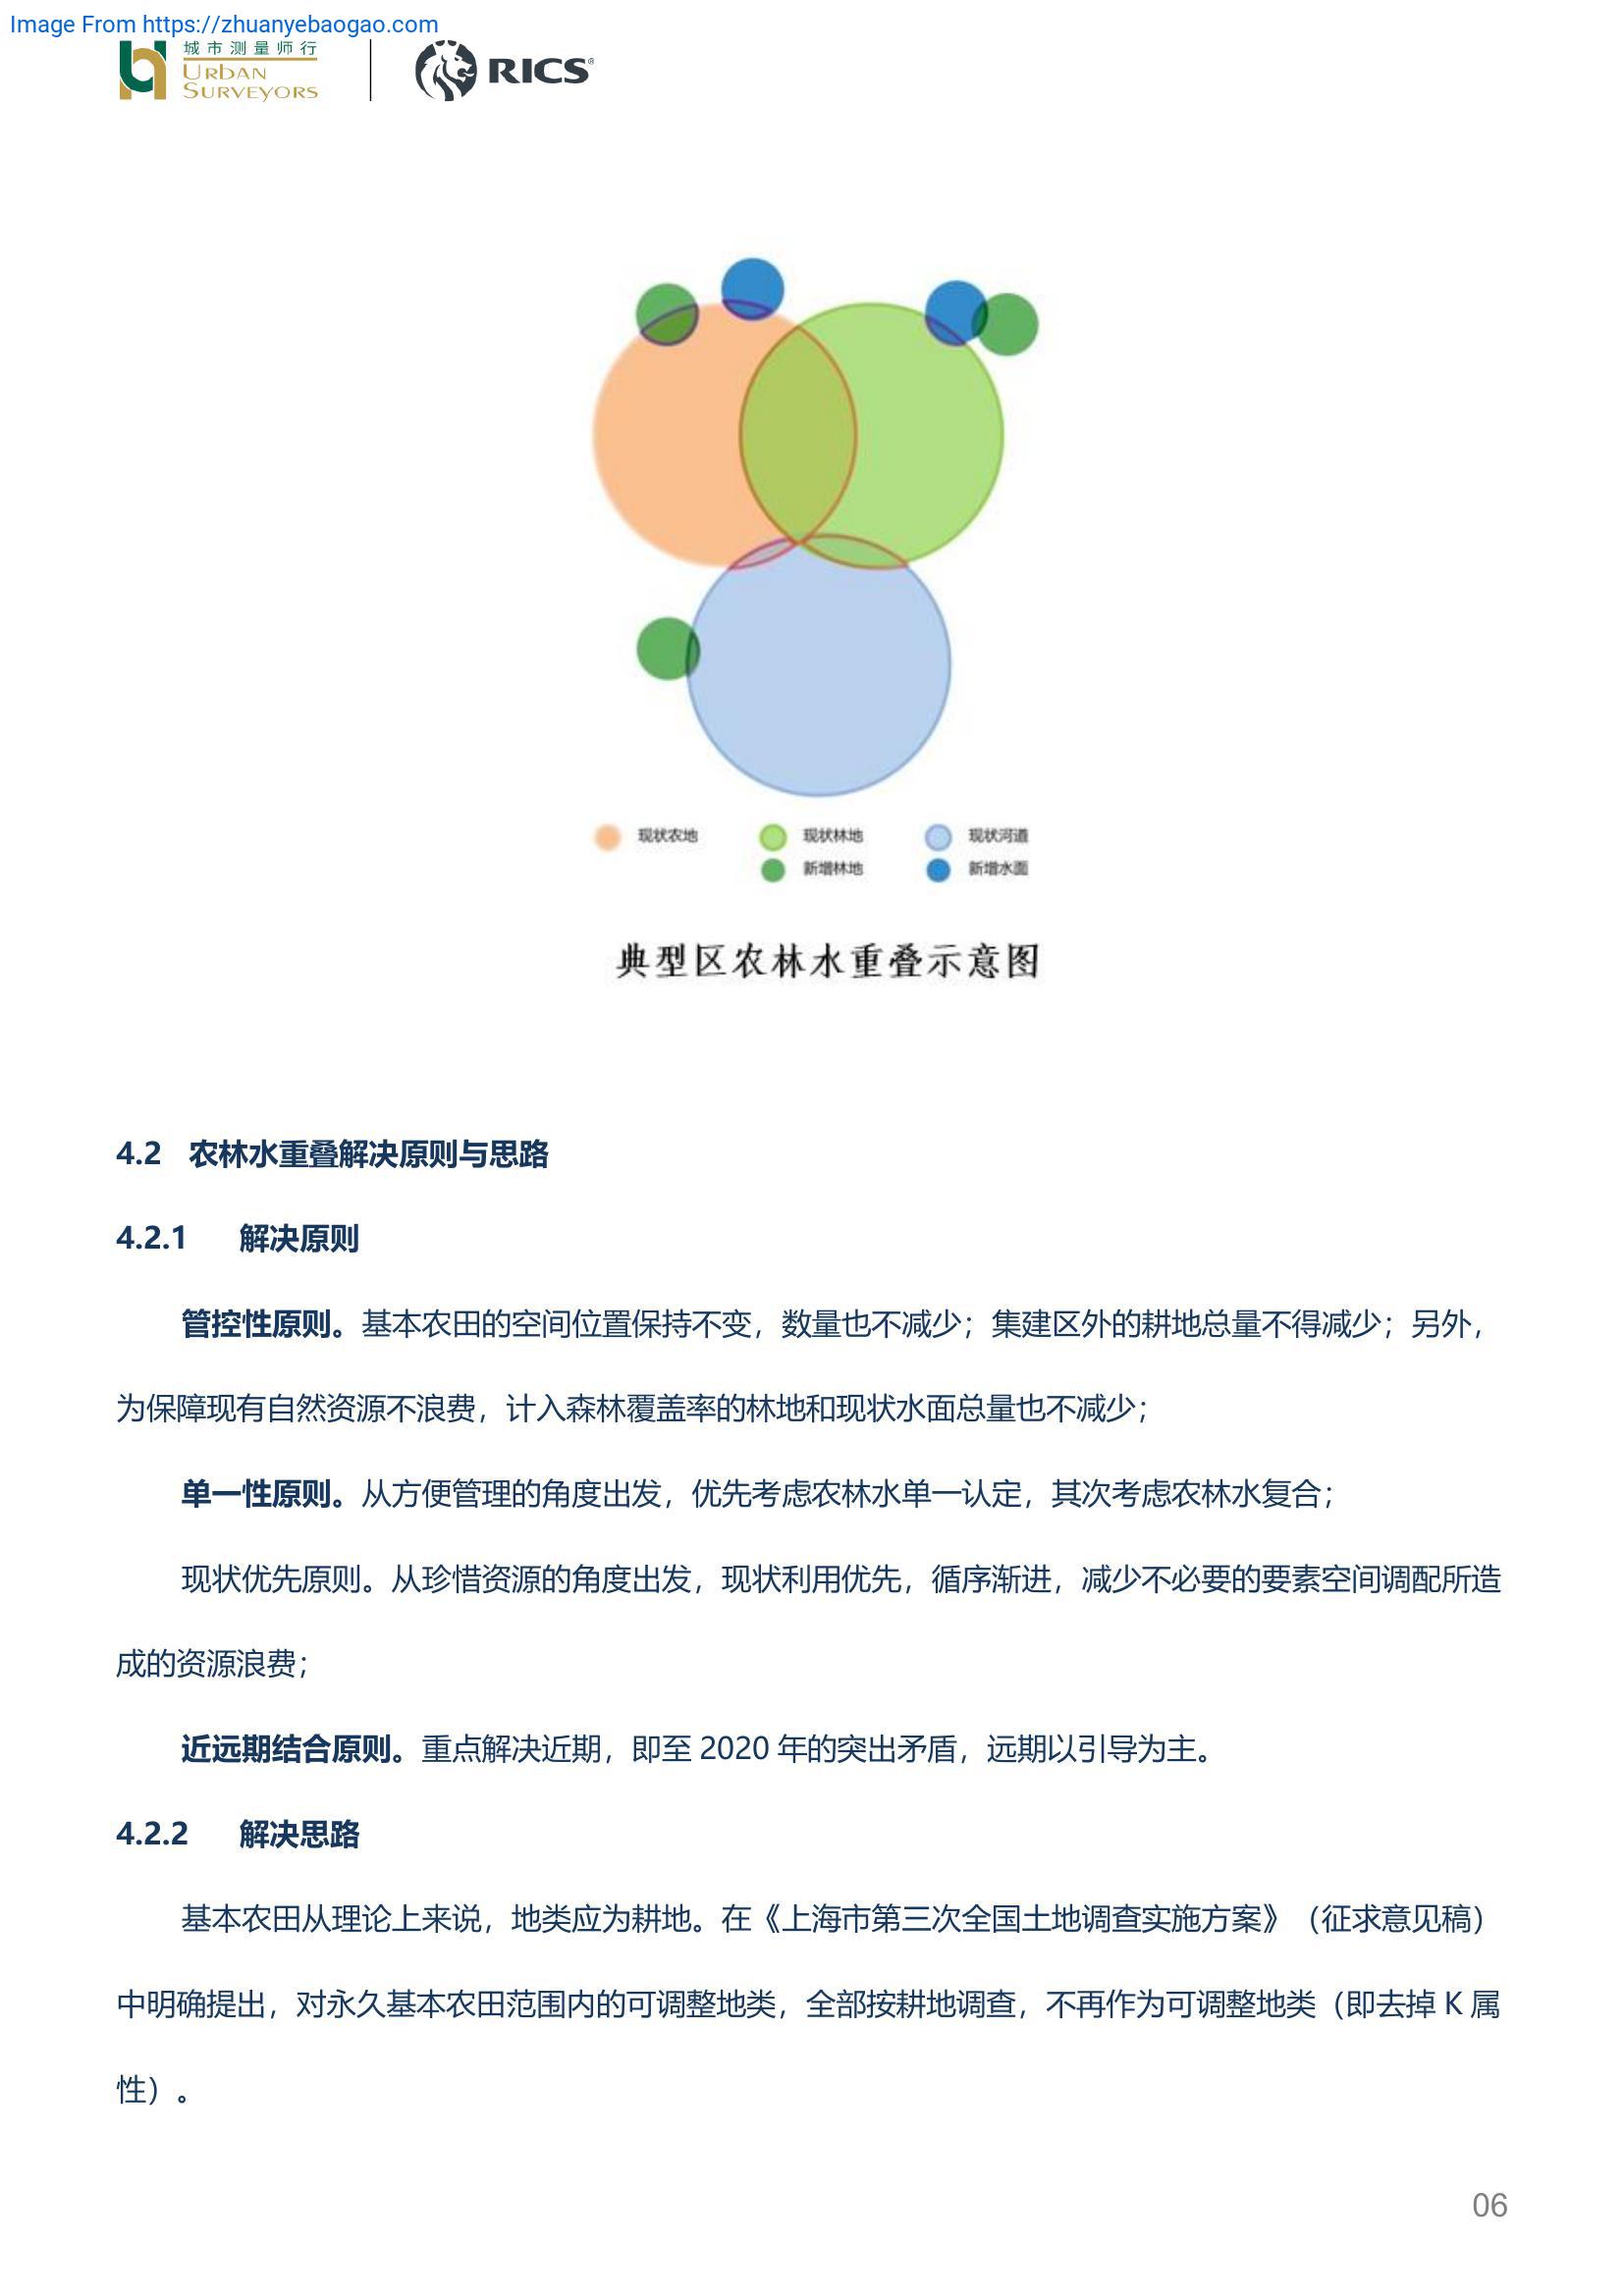 Image From https://zhuanyebaogao.com
城市测量师行
URBAN
SURVEYORS
RICS®
现状农地 现状林地 现状河道
新增林地 新增水面
典型区农林水重叠示意图
4.2 农林水重叠解决原则与思路
4.2.1 解决原则
管控性原则。基本农田的空间位置保持不变，数量也不减少；集建区外的耕地总量不得减少；另外，
为保障现有自然资源不浪费，计入森林覆盖率的林地和现状水面总量也不减少；
单一性原则。从方便管理的角度出发，优先考虑农林水单一认定，其次考虑农林水复合；
现状优先原则。从珍惜资源的角度出发，现状利用优先，循序渐进，减少不必要的要素空间调配所造
成的资源浪费；
近远期结合原则。重点解决近期，即至 2020 年的突出矛盾，远期以引导为主。
4.2.2 解决思路
基本农田从理论上来说，地类应为耕地。在《上海市第三次全国土地调查实施方案》（征求意见稿）
中明确提出，对永久基本农田范围内的可调整地类，全部按耕地调查，不再作为可调整地类（即去掉 K 属
性）。
06